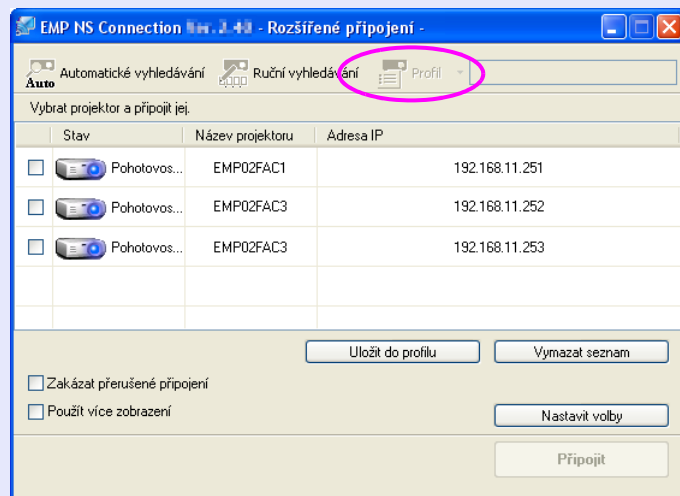 EMP NS Connection - Rozšířené připojení -
Auto Automatické vyhledávání Ruční vyhledávání Profil
Vybrat projektor a připojit jej.
Stav Název projektoru Adresa IP
Pohotovos... EMP02FAC1 192.168.11.251
Pohotovos... EMP02FAC3 192.168.11.252
Pohotovos... EMP02FAC3 192.168.11.253
Uložit do profilu Vymazat seznam
Zakázat přerušené připojení
Použít více zobrazení Nastavit volby
Připojit